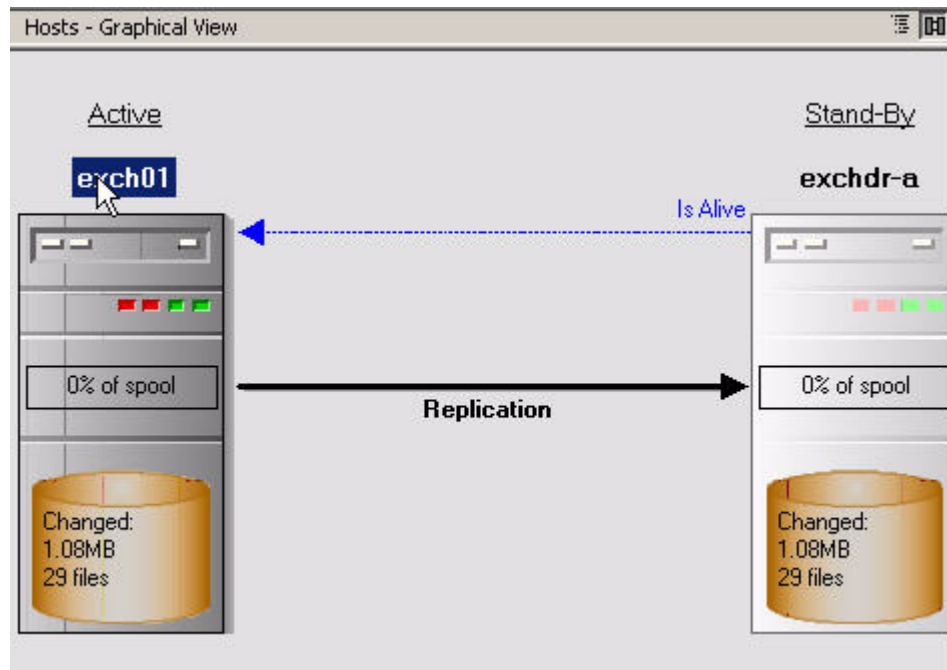 Hosts - Graphical View
Active
Stand-By
exch01
exchdr-a
Is Alive
0% of spool
0% of spool
Replication
Changed:
1.08MB
29 files
Changed:
1.08MB
29 files